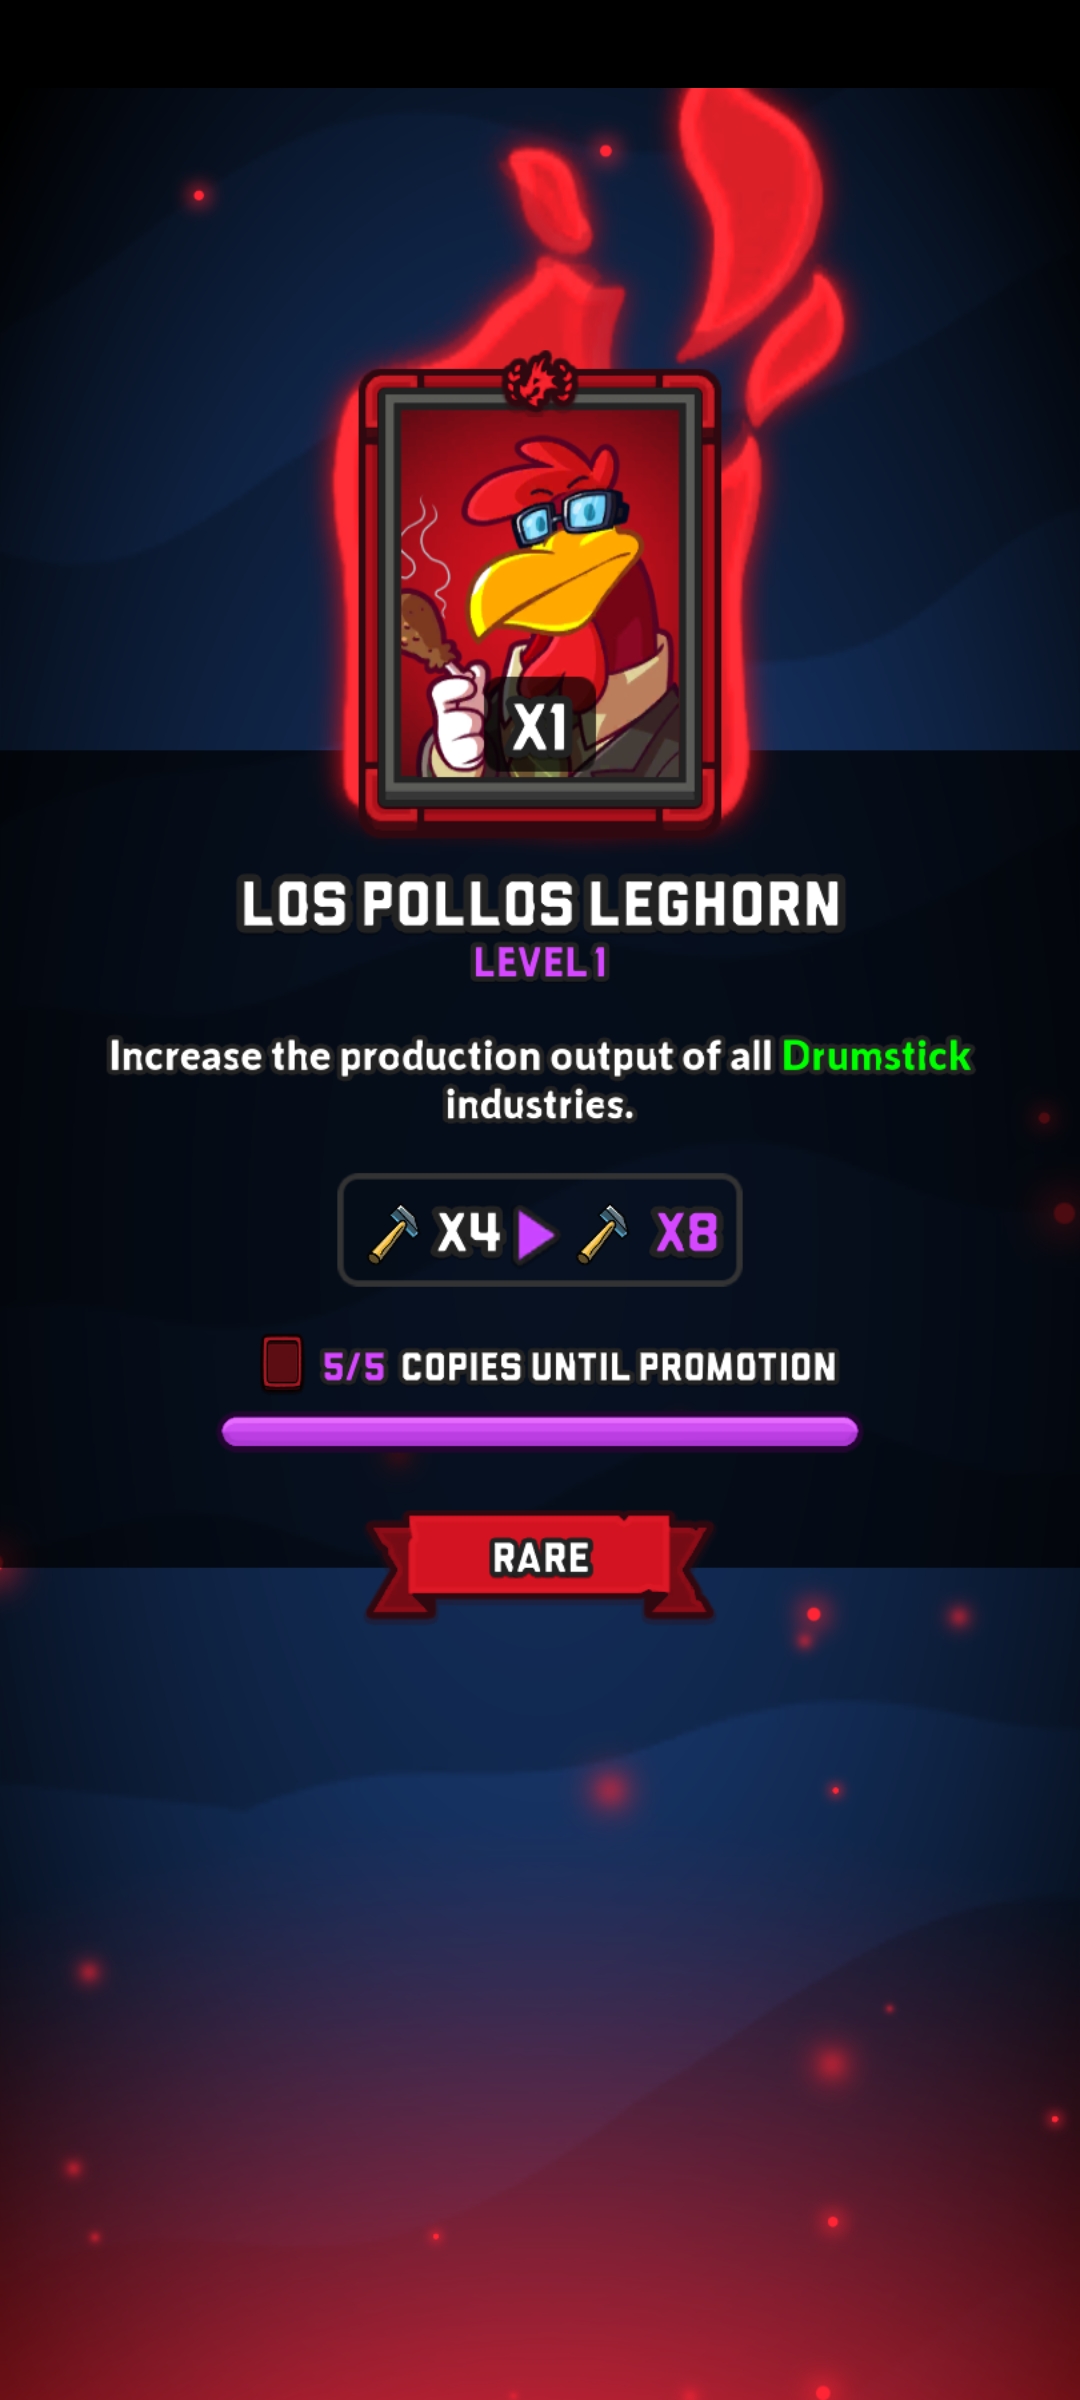 X1
LOS POLLOS LEGHORN
LEVEL 1
Increase the production output of all Drumstick
industries.
X4 X8
5/5 COPIES UNTIL PROMOTION
RARE